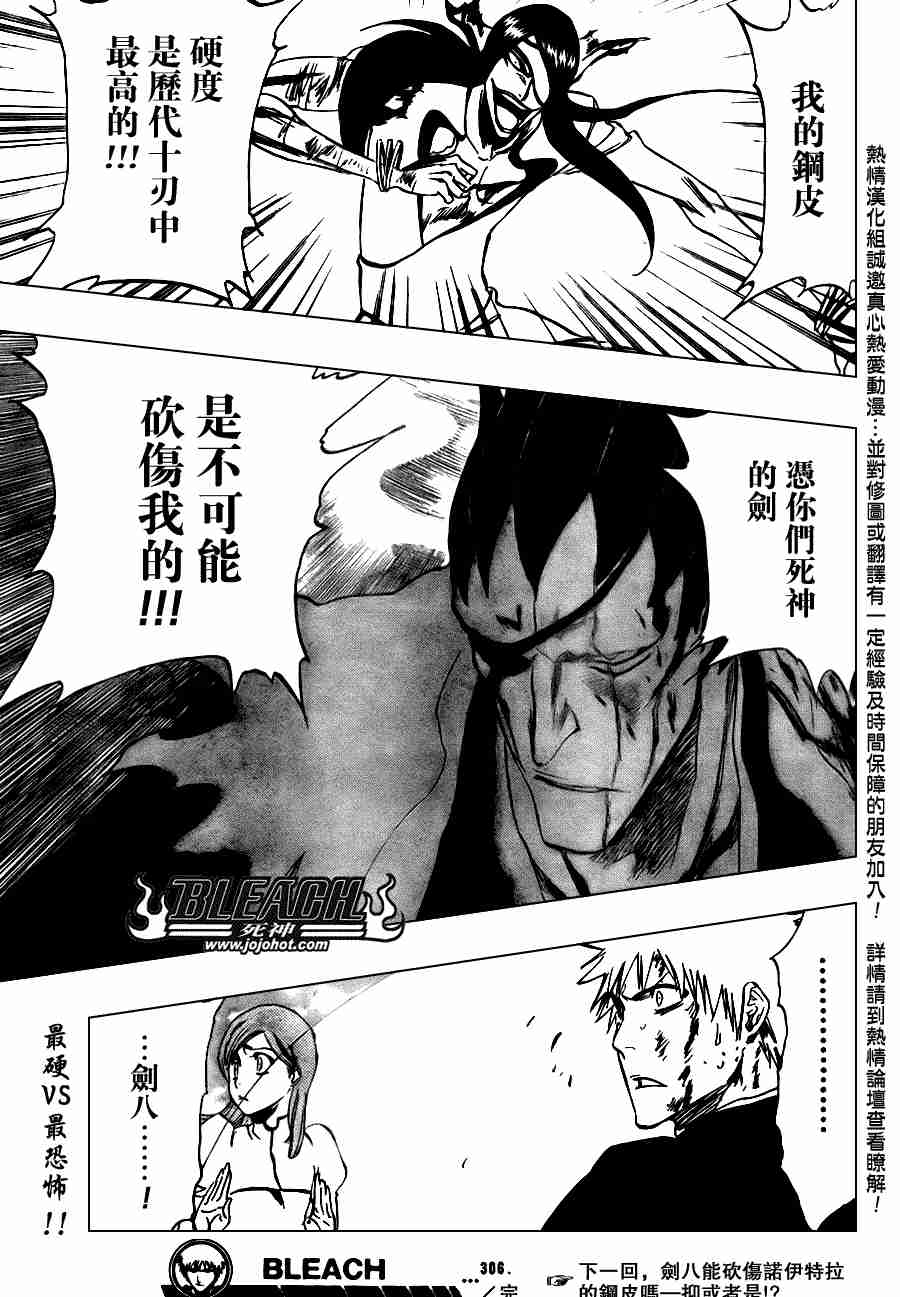 我的鋼皮
硬度
是歷代十刃中
最高的!!!
憑你們死神
的劍
是不可能
砍傷我的!!!
BLEACH
死神
www.jojohot.com
…………
…劍八……!
最硬VS最恐怖!!
熱情漢化組誠邀真心熱愛動漫…並對修圖或翻譯有一定經驗及時間保障的朋友加入! 詳情請到熱情論壇查看瞭解!
BLEACH
306.
…／完
☞下一回，劍八能砍傷諾伊特拉
的鋼皮嗎—抑或者是!?